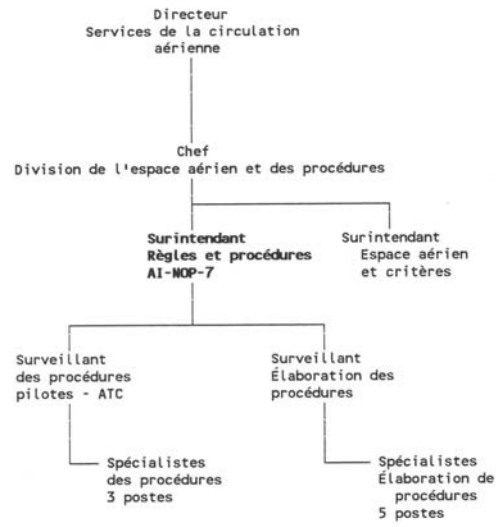 Directeur
Services de la circulation
aérienne
Chef
Division de l'espace aérien et des procédures
Surintendant
Règles et procédures
AI-NOP-7
Surintendant
Espace aérien
et critères
Surveillant
des procédures
pilotes - ATC
Surveillant
Élaboration des
procédures
Spécialistes
des procédures
3 postes
Spécialistes
Élaboration de
procédures
5 postes